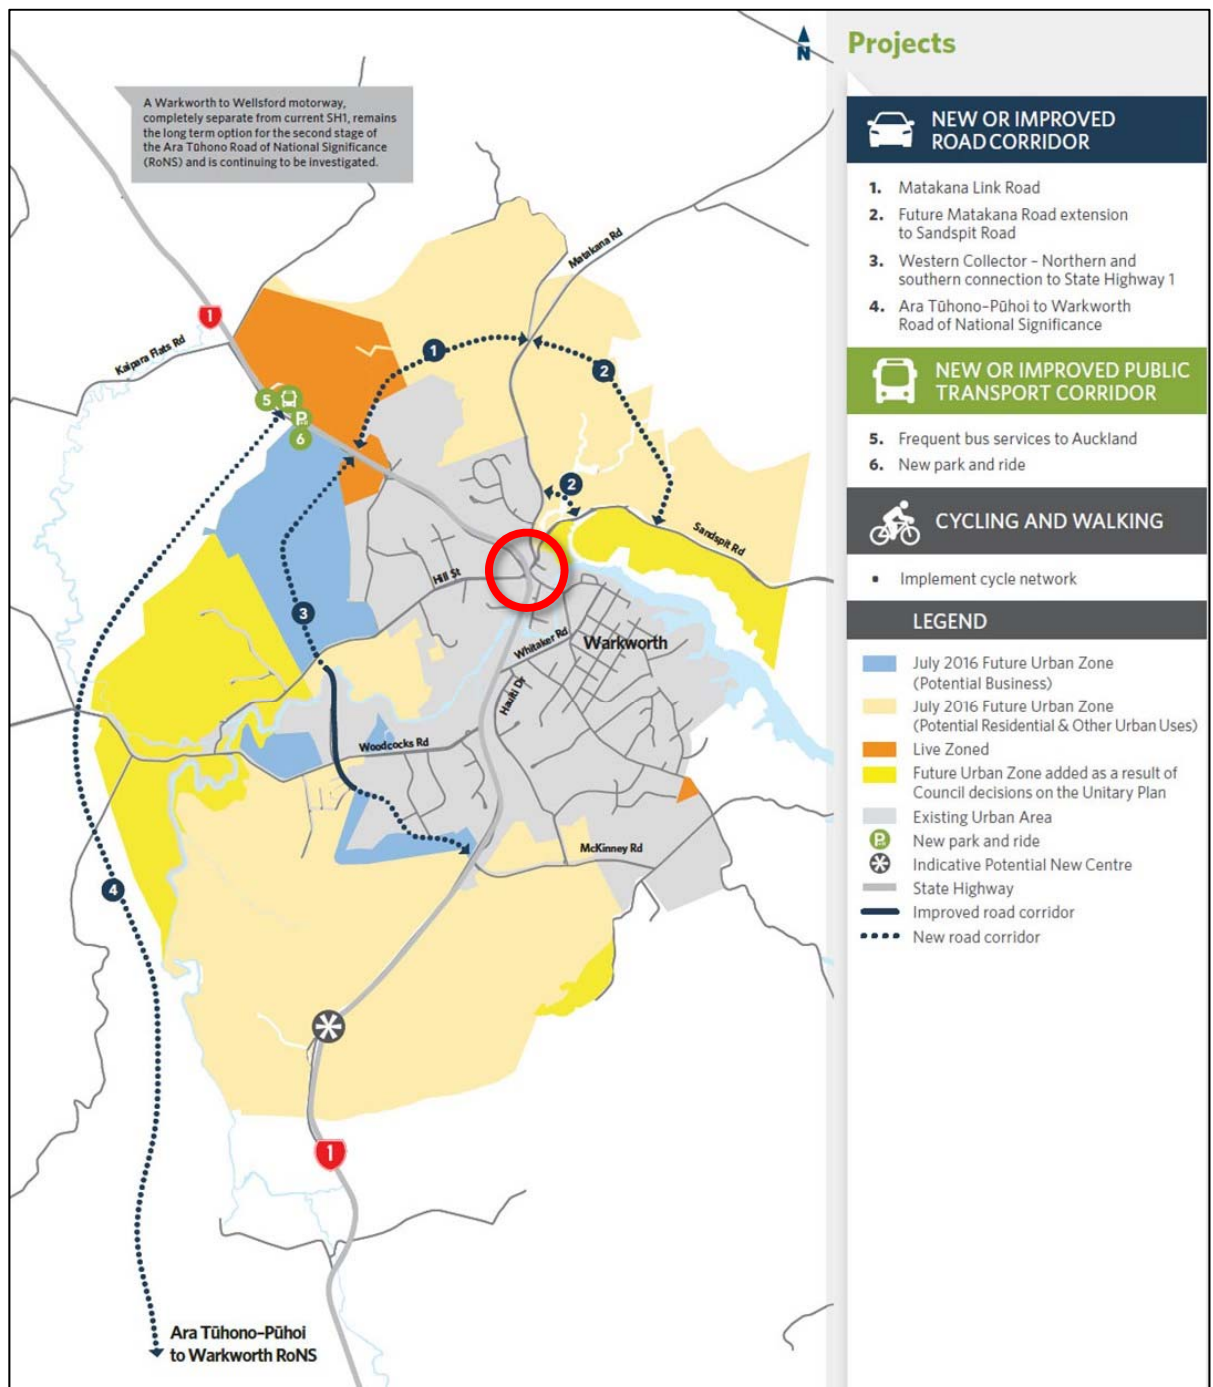 N
A Warkworth to Wellsford motorway,
completely separate from current SH1, remains
the long term option for the second stage of
the Ara Tūhono Road of National Significance
(RoNS) and is continuing to be investigated.
Matakana Rd
1
Kaipara Flats Rd
1
2
5
P
6
2
Sandspit Rd
Hill St
3
Whitaker Rd
Warkworth
Hauiti Dr
Woodcocks Rd
McKinney Rd
4
1
Ara Tūhono–Pūhoi
to Warkworth RoNS
Projects
NEW OR IMPROVED
ROAD CORRIDOR
1. Matakana Link Road
2. Future Matakana Road extension
to Sandspit Road
3. Western Collector – Northern and
southern connection to State Highway 1
4. Ara Tūhono–Pūhoi to Warkworth
Road of National Significance
NEW OR IMPROVED PUBLIC
TRANSPORT CORRIDOR
5. Frequent bus services to Auckland
6. New park and ride
CYCLING AND WALKING
• Implement cycle network
LEGEND
July 2016 Future Urban Zone
(Potential Business)
July 2016 Future Urban Zone
(Potential Residential & Other Urban Uses)
Live Zoned
Future Urban Zone added as a result of
Council decisions on the Unitary Plan
Existing Urban Area
P New park and ride
Indicative Potential New Centre
State Highway
Improved road corridor
New road corridor